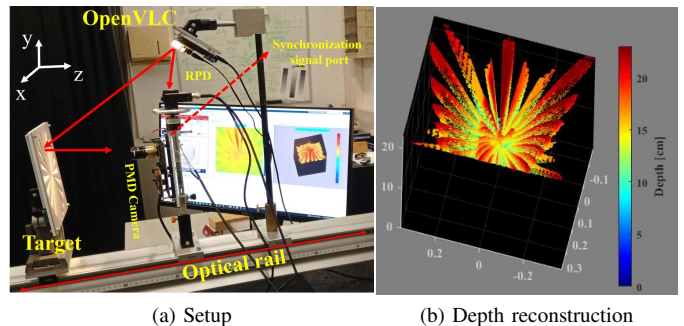 OpenVLC
y
z
x
Synchronization
signal port
RPD
PMD Camera
Target
Optical rail
(a) Setup
20
10
0
0.2
0
-0.2
-0.1
0
0.1
0.2
0.3
20
15
10
5
0
Depth [cm]
(b) Depth reconstruction